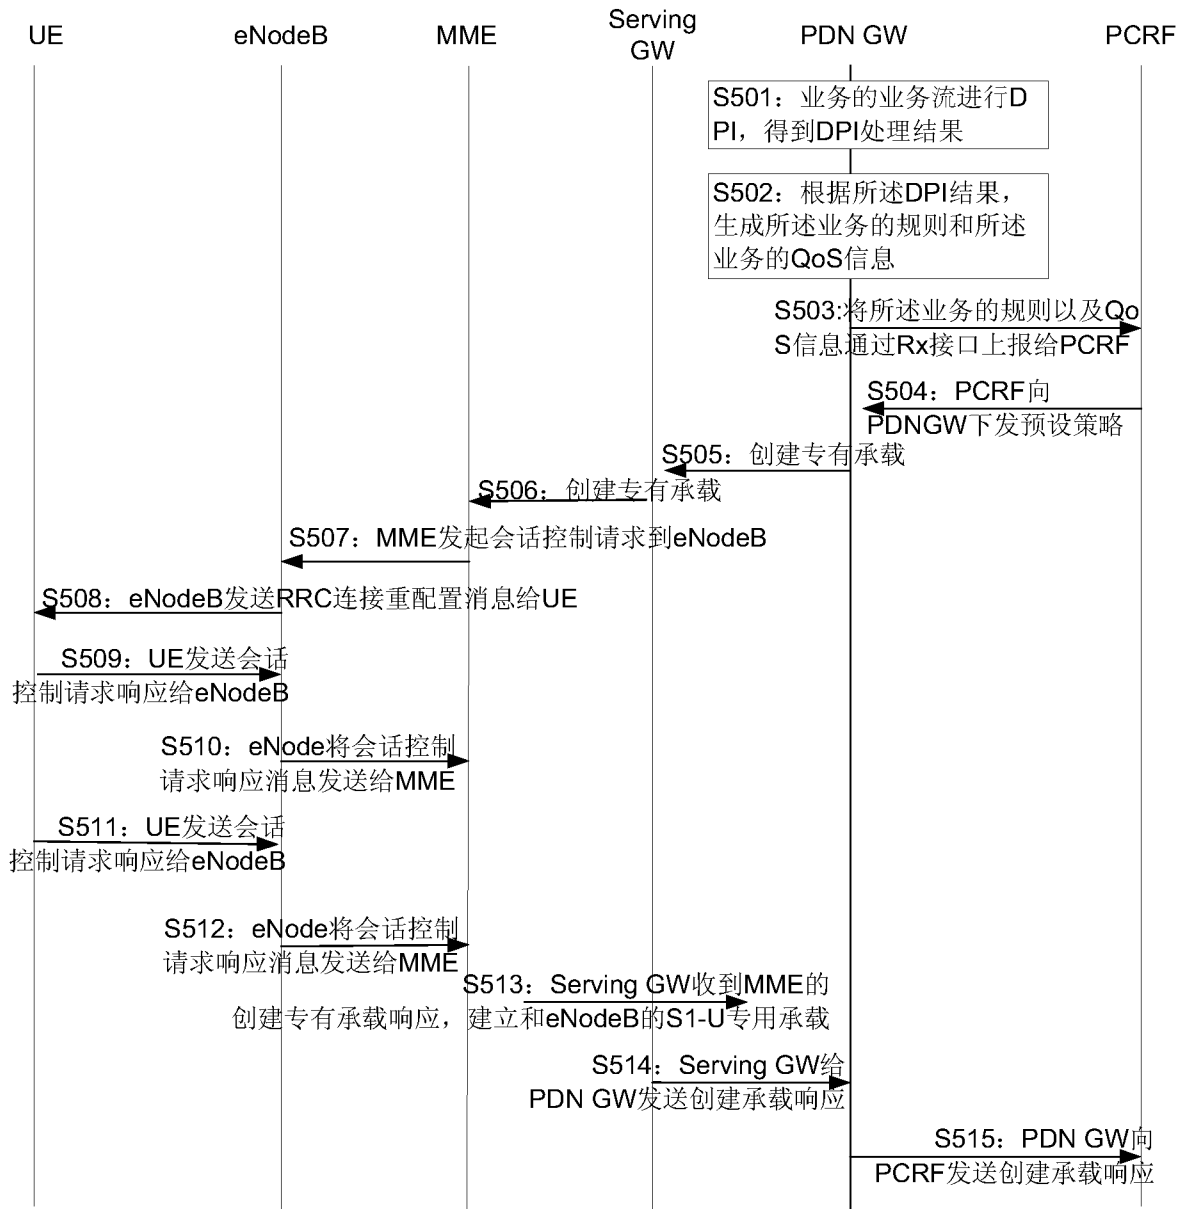 UE
eNodeB
MME
Serving
GW
PDN GW
PCRF
S501：业务的业务流进行D
PI，得到DPI处理结果
S502：根据所述DPI结果，
生成所述业务的规则和所述
业务的QoS信息
S503:将所述业务的规则以及Qo
S信息通过Rx接口上报给PCRF
S504：PCRF向
PDNGW下发预设策略
S505：创建专有承载
S506：创建专有承载
S507：MME发起会话控制请求到eNodeB
S508：eNodeB发送RRC连接重配置消息给UE
S509：UE发送会话
控制请求响应给eNodeB
S510：eNode将会话控制
请求响应消息发送给MME
S511：UE发送会话
控制请求响应给eNodeB
S512：eNode将会话控制
请求响应消息发送给MME
S513：Serving GW收到MME的
创建专有承载响应，建立和eNodeB的S1-U专用承载
S514：Serving GW给
PDN GW发送创建承载响应
S515：PDN GW向
PCRF发送创建承载响应